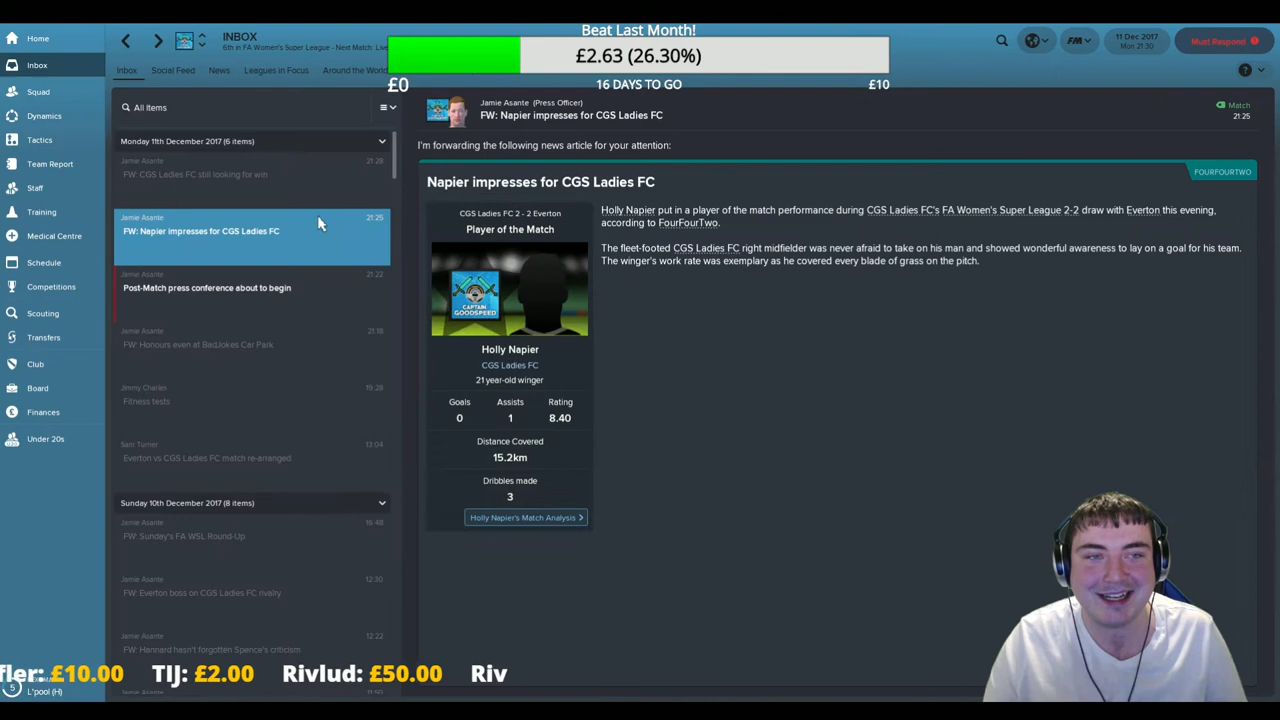 Home
Inbox
Squad
Dynamics
Tactics
Team Report
Staff
Training
Medical Centre
Schedule
Competitions
Scouting
Transfers
Club
Board
Finances
Under 20s
INBOX
6th in FA Women's Super League - Next Match: Live
Inbox
Social Feed
News
Leagues in Focus
Around the World
Beat Last Month!
£2.63 (26.30%)
£0
16 DAYS TO GO
£10
FM
11 Dec 2017
Mon 21:30
Must Respond
All Items
Monday 11th December 2017 (6 items)
Jamie Asante 21:28
FW: CGS Ladies FC still looking for win
Jamie Asante 21:25
FW: Napier impresses for CGS Ladies FC
Jamie Asante 21:22
Post-Match press conference about to begin
Jamie Asante 21:18
FW: Honours even at BadJokes Car Park
Jimmy Charles 19:28
Fitness tests
Sam Turner 13:04
Everton vs CGS Ladies FC match re-arranged
Sunday 10th December 2017 (8 items)
Jamie Asante 16:48
FW: Sunday's FA WSL Round-Up
Jamie Asante 12:30
FW: Everton boss on CGS Ladies FC rivalry
Jamie Asante 12:22
FW: Hannard hasn't forgotten Spence's criticism
Jamie Asante (Press Officer)
FW: Napier impresses for CGS Ladies FC
Match
21:25
I'm forwarding the following news article for your attention:
FOURFOURTWO
Napier impresses for CGS Ladies FC
CGS Ladies FC 2 - 2 Everton
Player of the Match
CAPTAIN
GOODSPEED
Holly Napier
CGS Ladies FC
21 year-old winger
Goals Assists Rating
0 1 8.40
Distance Covered
15.2km
Dribbles made
3
Holly Napier's Match Analysis
Holly Napier put in a player of the match performance during CGS Ladies FC's FA Women's Super League 2-2 draw with Everton this evening,
according to FourFourTwo.
The fleet-footed CGS Ladies FC right midfielder was never afraid to take on his man and showed wonderful awareness to lay on a goal for his team.
The winger's work rate was exemplary as he covered every blade of grass on the pitch.
fler: £10.00 TIJ: £2.00 Rivlud: £50.00 Riv
5
L'pool (H)